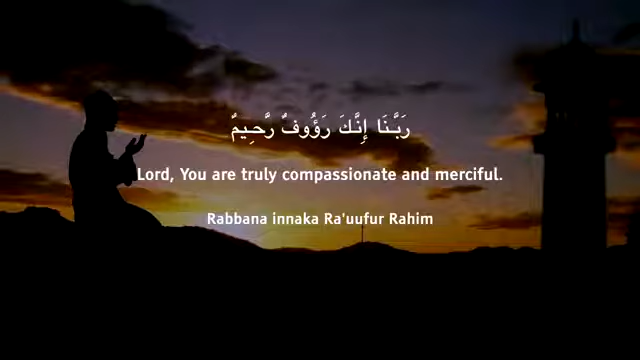 رَبَّنَا إِنَّكَ رَؤُوفٌ رَّحِيمٌ
Lord, You are truly compassionate and merciful.
Rabbana innaka Ra'uufur Rahim